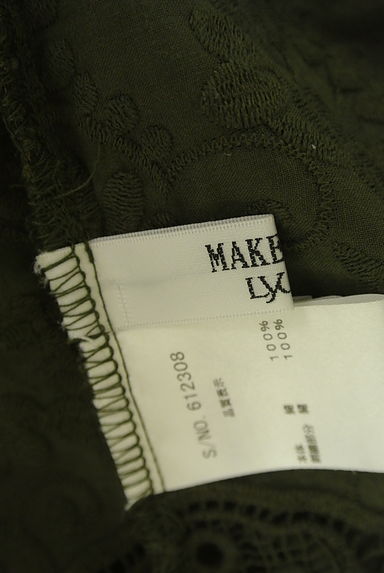 MAKE
LYC
S/NO. 612308
品質表示
本体 綿 100%
刺繍部分 綿 100%